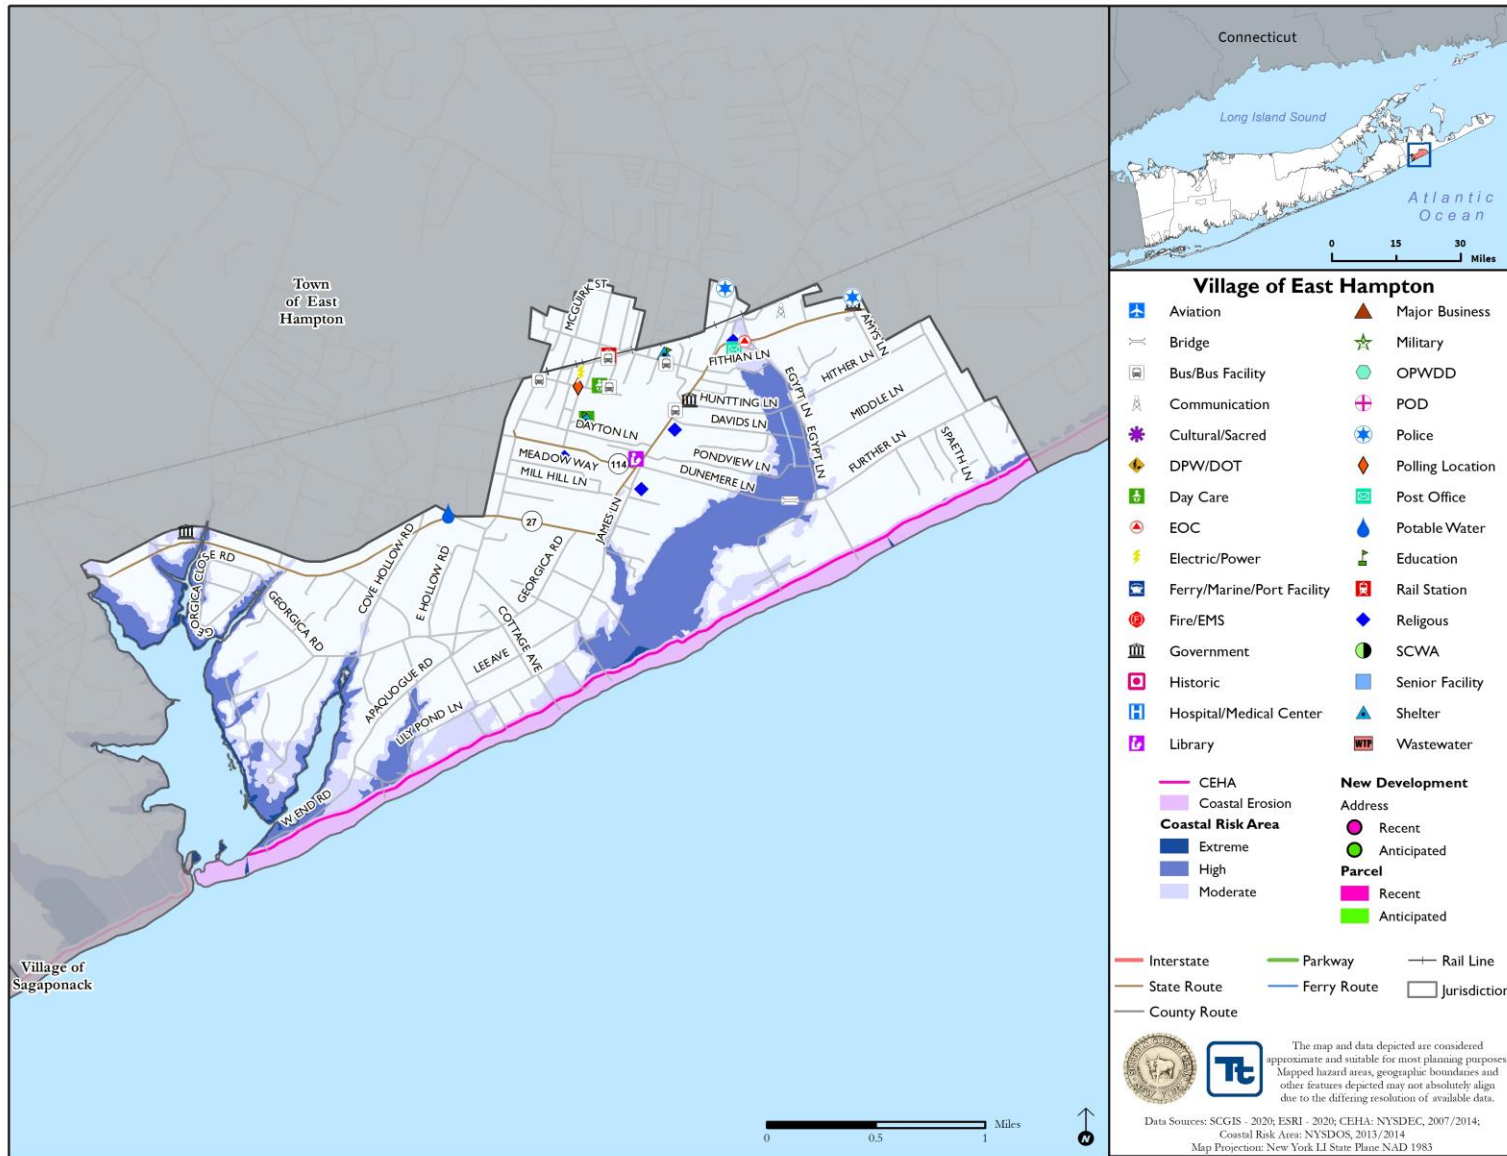 Town
of East
Hampton
MCGUIRK ST
AMYS LN
FITHIAN LN
HITHER LN
EGYPT LN
HUNTTING LN
MIDDLE LN
DAVIDS LN
DAYTON LN
EGYPT LN
SPAETH LN
FURTHER LN
MEADOW WAY
114
PONDVIEW LN
MILL HILL LN
DUNEMERE LN
27
JAMES LN
COVE HOLLOW RD
GEORGICA CLOSE RD
E HOLLOW RD
GEORGICA RD
GEORGICA RD
COTTAGE AVE
LEE AVE
APAQUOGUE RD
LILY POND LN
W END RD
Village of
Sagaponack
0 0.5 1 Miles
N
Connecticut
Long Island Sound
Atlantic
Ocean
0 15 30
Miles
Village of East Hampton
Aviation Major Business
Bridge Military
Bus/Bus Facility OPWDD
Communication POD
Cultural/Sacred Police
DPW/DOT Polling Location
Day Care Post Office
EOC Potable Water
Electric/Power Education
Ferry/Marine/Port Facility Rail Station
Fire/EMS Religous
Government SCWA
Historic Senior Facility
Hospital/Medical Center Shelter
Library WTP Wastewater
CEHA New Development
Coastal Erosion Address
Coastal Risk Area Recent
Extreme Anticipated
High Parcel
Moderate Recent
Anticipated
Interstate Parkway Rail Line
State Route Ferry Route Jurisdiction
County Route
Tt
The map and data depicted are considered
approximate and suitable for most planning purposes.
Mapped hazard areas, geographic boundaries and
other features depicted may not absolutely align
due to the differing resolution of available data.
Data Sources: SCGIS - 2020; ESRI - 2020; CEHA: NYSDEC, 2007/2014;
Coastal Risk Area: NYSDOS, 2013/2014
Map Projection: New York LI State Plane NAD 1983